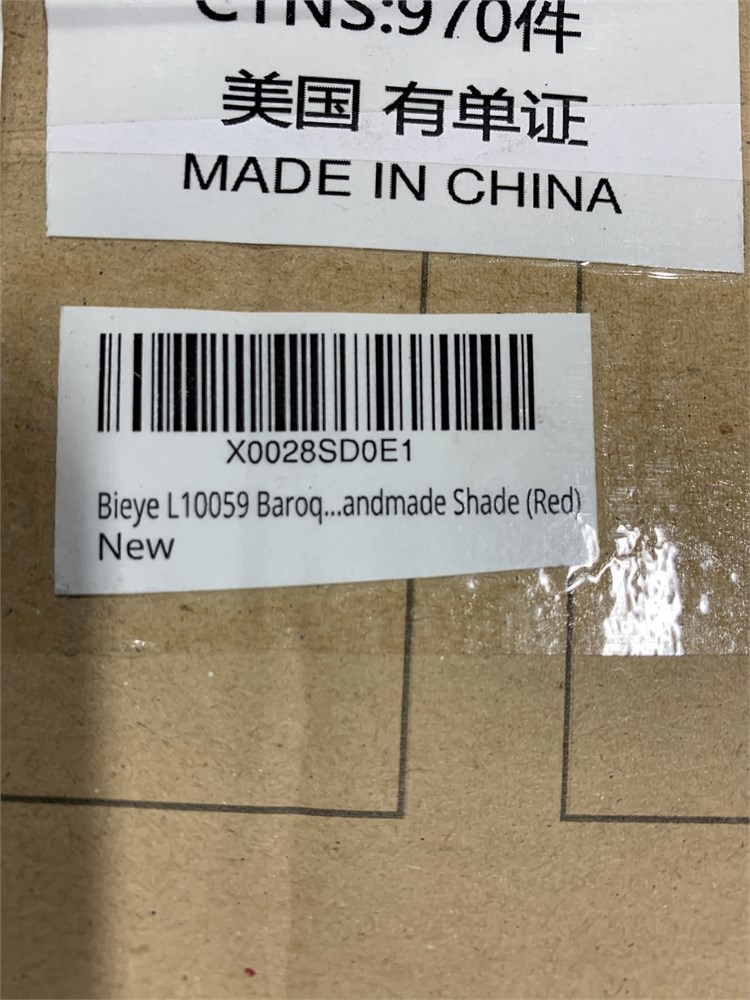 CTNS:970件
美国 有单证
MADE IN CHINA
X0028SD0E1
Bieye L10059 Baroq...andmade Shade (Red)
New